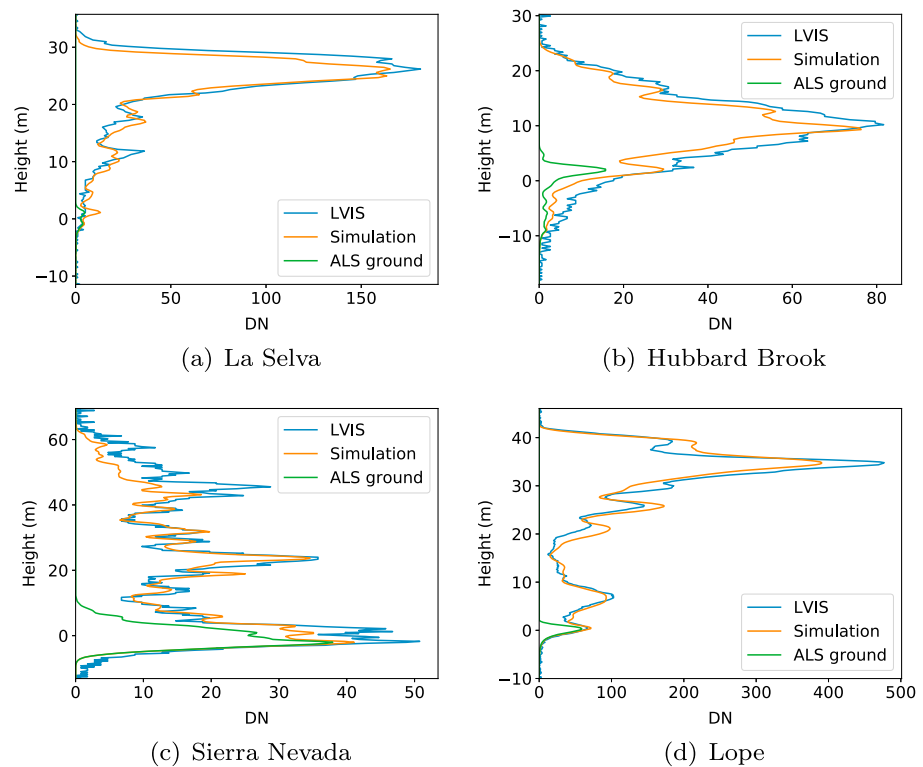 30
20
10
0
−10
Height (m)
0
50
100
150
DN
LVIS
Simulation
ALS ground
(a) La Selva
30
20
10
0
−10
Height (m)
0
20
40
60
80
DN
LVIS
Simulation
ALS ground
(b) Hubbard Brook
60
40
20
0
Height (m)
0
10
20
30
40
50
DN
LVIS
Simulation
ALS ground
(c) Sierra Nevada
40
30
20
10
0
−10
Height (m)
0
100
200
300
400
500
DN
LVIS
Simulation
ALS ground
(d) Lope